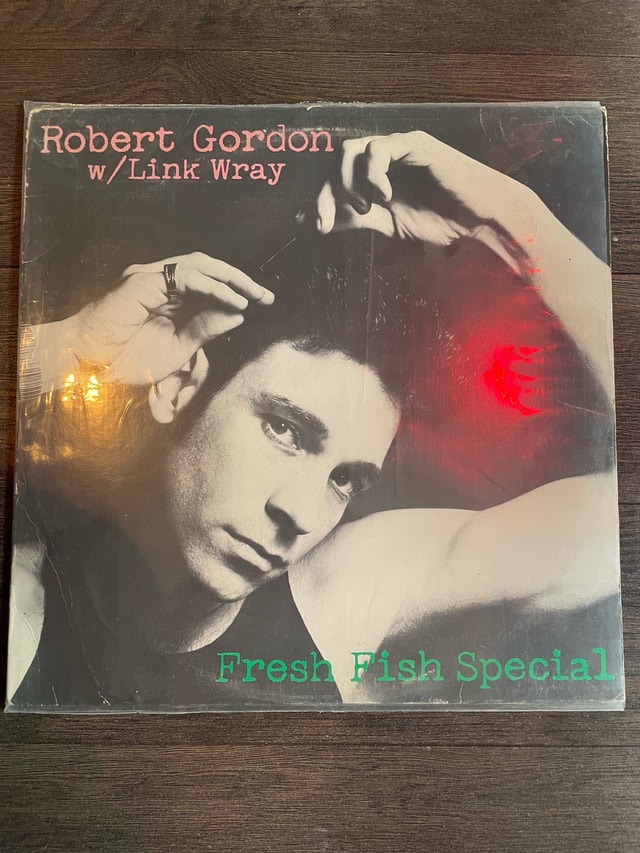 Robert Gordon
w/Link Wray
Fresh Fish Special